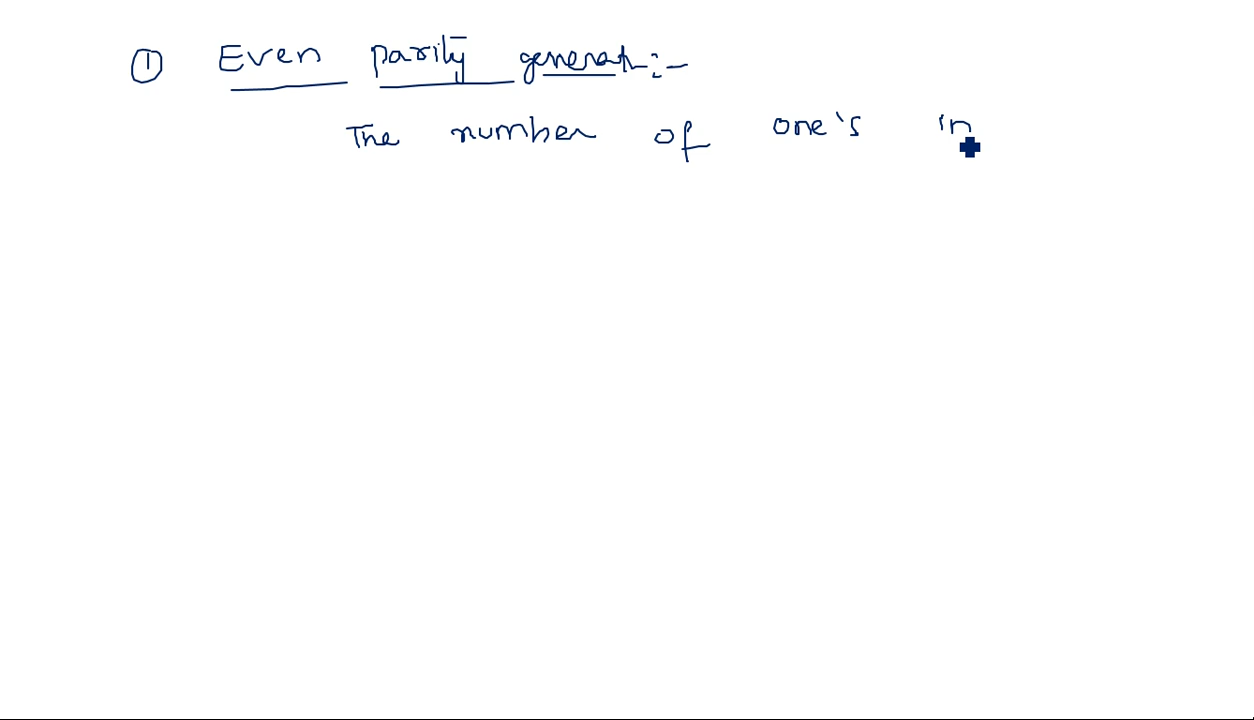 ① Even parity generat:-
The number of one's in